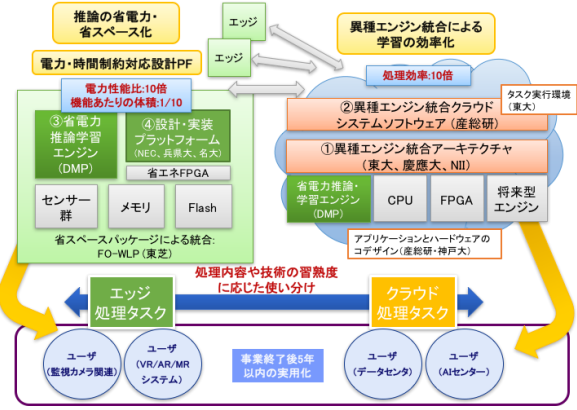 推論の省電力・
省スペース化
エッジ
エッジ
異種エンジン統合による
学習の効率化
電力・時間制約対応設計PF
電力性能比:10倍
機能あたりの体積:1/10
処理効率:10倍
タスク実行環境
(東大)
③省電力
推論学習
エンジン
(DMP)
④設計・実装
プラットフォーム
(NEC、兵庫大、名大)
省エネFPGA
センサー
群
メモリ
Flash
省スペースパッケージによる統合:
FO-WLP (東芝)
②異種エンジン統合クラウド
システムソフトウェア (産総研)
①異種エンジン統合アーキテクチャ
(東大、慶應大、NII)
省電力推論・
学習エンジン
(DMP)
CPU
FPGA
将来型
エンジン
アプリケーションとハードウェアの
コデザイン(産総研・神戸大)
処理内容や技術の習熟度
に応じた使い分け
エッジ
処理タスク
クラウド
処理タスク
ユーザ
(監視カメラ関連)
ユーザ
(VR/AR/MR
システム)
事業終了後5年
以内の実用化
ユーザ
(データセンタ)
ユーザ
(AIセンター)